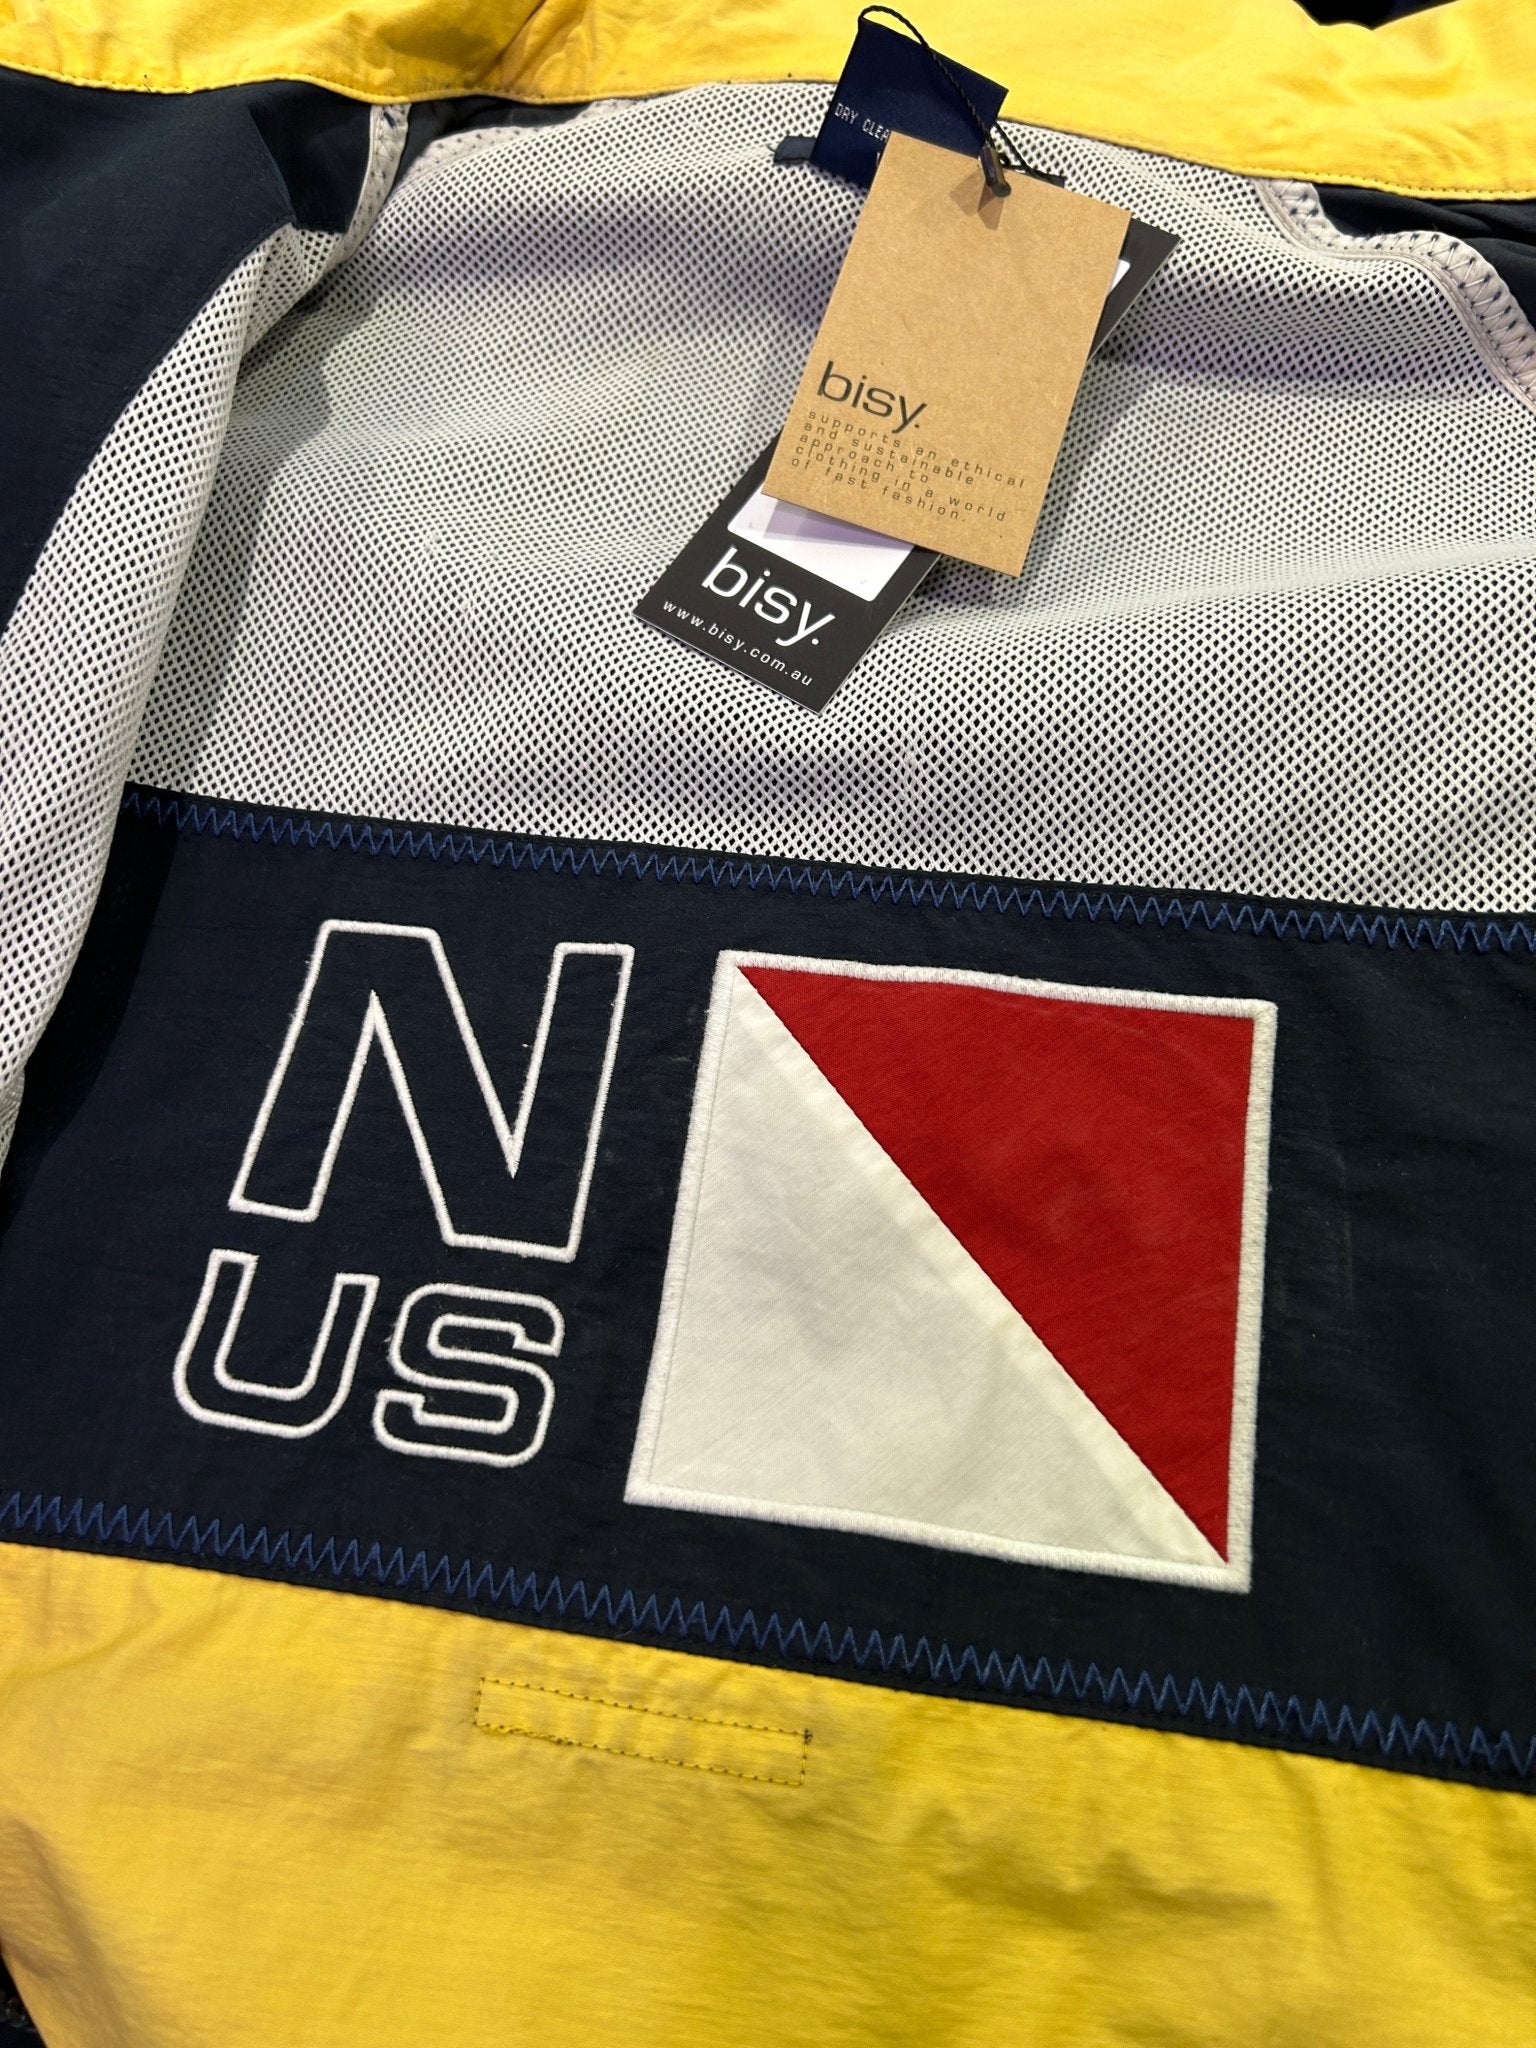 DRY CLEA
bisy.
supports an ethical
and sustainable
approach to
clothing in a world
of fast fashion.
bisy.
www.bisy.com.au
N
US